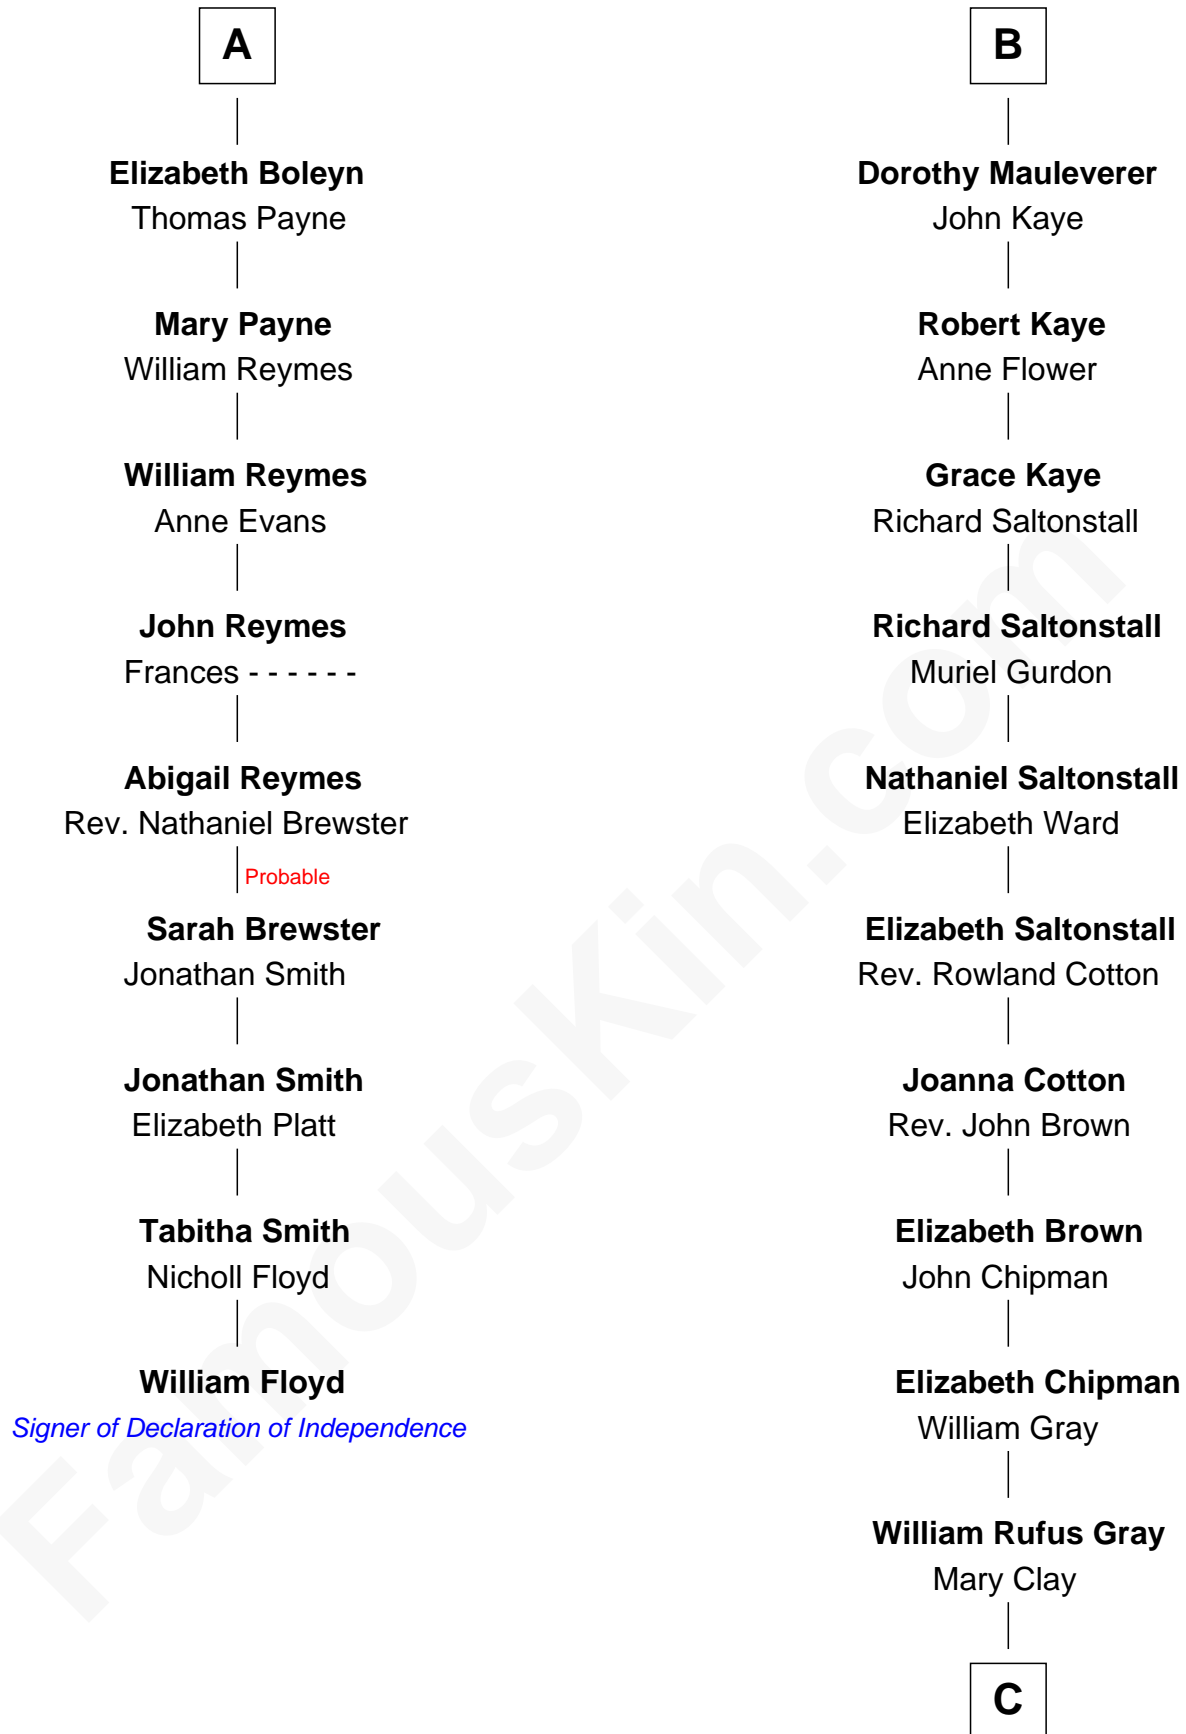 A
Elizabeth Boleyn
Thomas Payne
Mary Payne
William Reymes
William Reymes
Anne Evans
John Reymes
Frances - - - - - -
Abigail Reymes
Rev. Nathaniel Brewster
Probable
Sarah Brewster
Jonathan Smith
Jonathan Smith
Elizabeth Platt
Tabitha Smith
Nicholl Floyd
William Floyd
Signer of Declaration of Independence
B
Dorothy Mauleverer
John Kaye
Robert Kaye
Anne Flower
Grace Kaye
Richard Saltonstall
Richard Saltonstall
Muriel Gurdon
Nathaniel Saltonstall
Elizabeth Ward
Elizabeth Saltonstall
Rev. Rowland Cotton
Joanna Cotton
Rev. John Brown
Elizabeth Brown
John Chipman
Elizabeth Chipman
William Gray
William Rufus Gray
Mary Clay
C
FamousKin.com